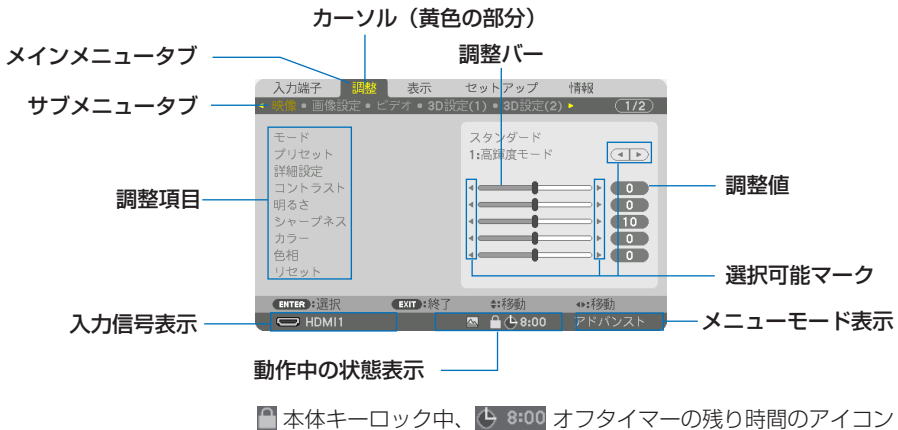 カーソル（黄色の部分）
メインメニュータブ
調整バー
入力端子 調整 表示 セットアップ 情報
サブメニュータブ
映像 • 画像設定 • ビデオ • 3D設定(1) • 3D設定(2) 1/2
モード スタンダード
プリセット 1:高輝度モード
詳細設定
コントラスト 0
明るさ 0
シャープネス 10
カラー 0
色相 0
リセット
調整項目
調整値
選択可能マーク
ENTER:選択 EXIT:終了 :移動 :移動
入力信号表示
HDMI1 8:00 アドバンスト
メニューモード表示
動作中の状態表示
本体キーロック中、 8:00 オフタイマーの残り時間のアイコン